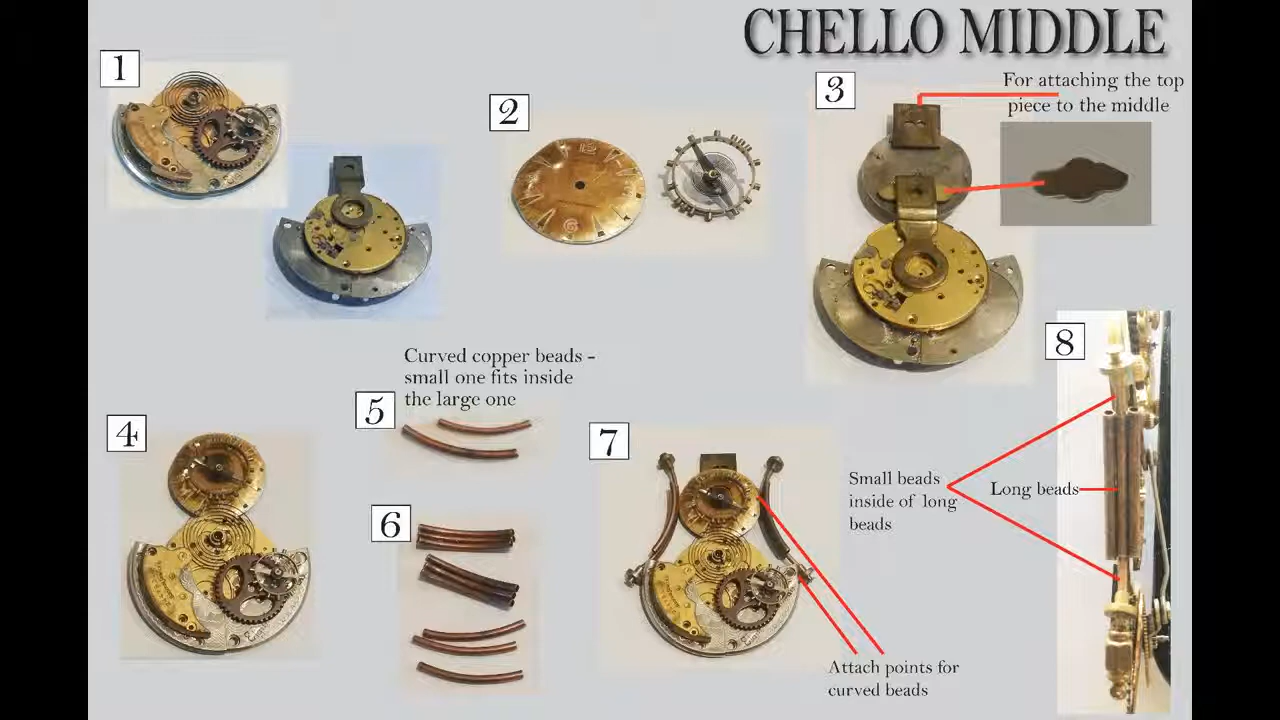 CHELLO MIDDLE
1
2
3
For attaching the top
piece to the middle
4
Curved copper beads -
small one fits inside
the large one
5
6
7
Attach points for
curved beads
8
Small beads
inside of long
beads
Long beads